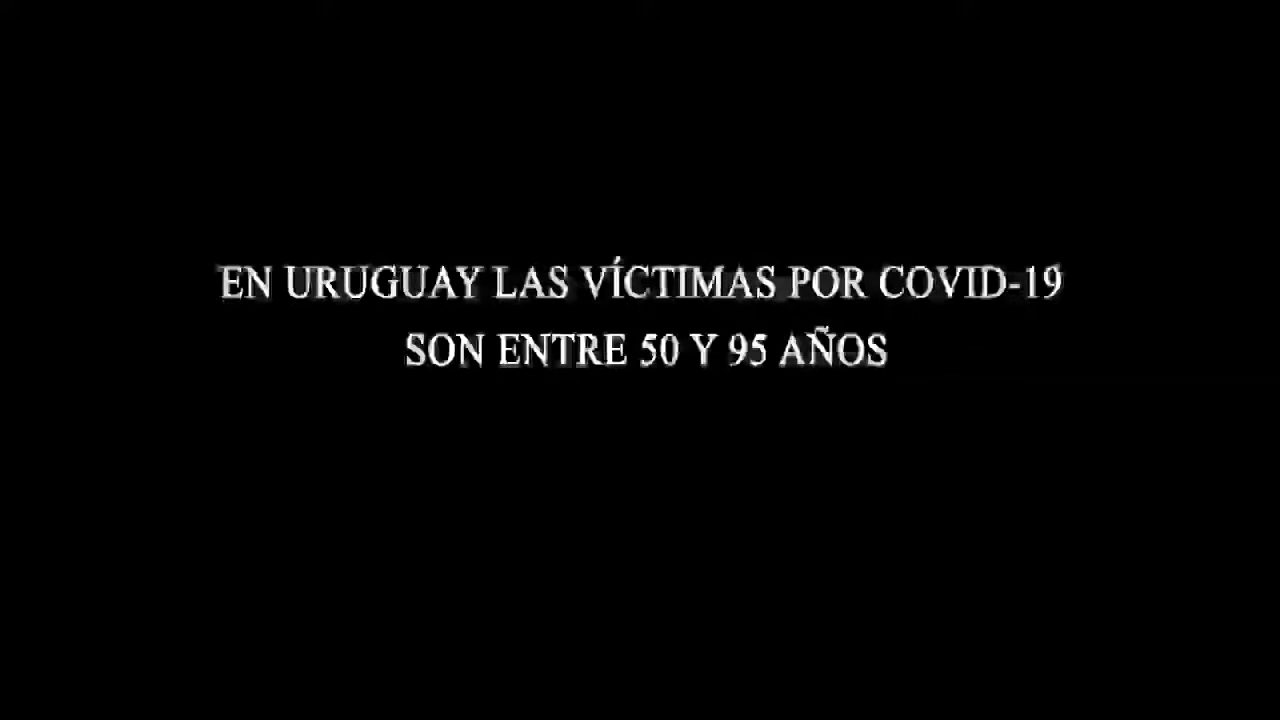 EN URUGUAY LAS VÍCTIMAS POR COVID-19
SON ENTRE 50 Y 95 AÑOS